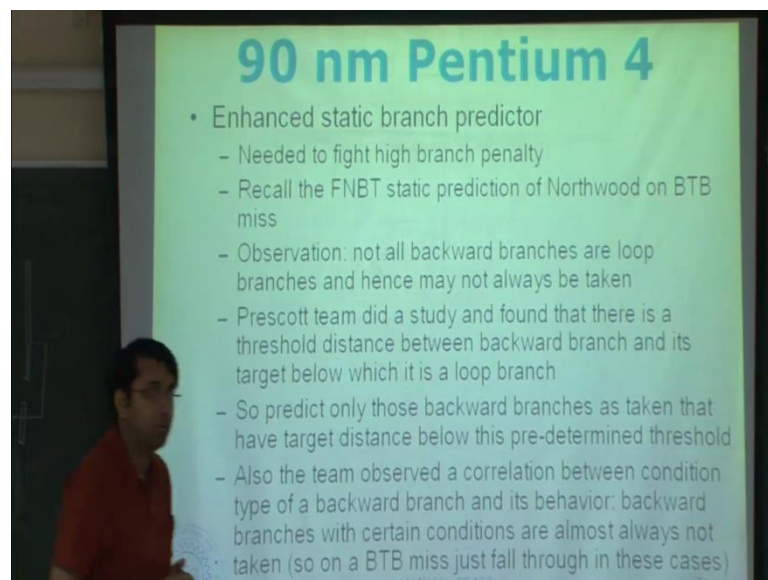 90 nm Pentium 4
• Enhanced static branch predictor
– Needed to fight high branch penalty
– Recall the FNBT static prediction of Northwood on BTB
miss
– Observation: not all backward branches are loop
branches and hence may not always be taken
– Prescott team did a study and found that there is a
threshold distance between backward branch and its
target below which it is a loop branch
– So predict only those backward branches as taken that
have target distance below this pre-determined threshold
– Also the team observed a correlation between condition
type of a backward branch and its behavior: backward
branches with certain conditions are almost always not
taken (so on a BTB miss just fall through in these cases)